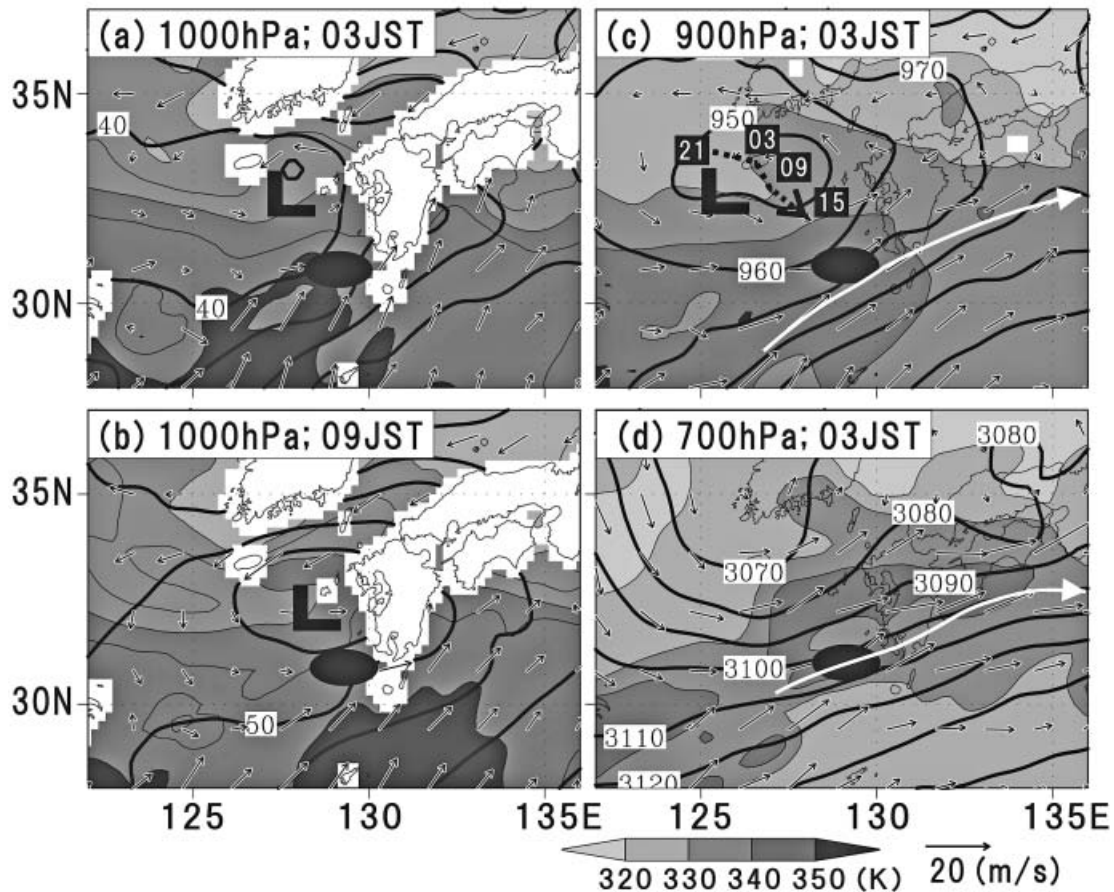 (a) 1000hPa; 03JST
(c) 900hPa; 03JST
35N
30N
40
40
L
970
950
21
03
09
15
L
960
(b) 1000hPa; 09JST
(d) 700hPa; 03JST
35N
30N
L
50
3080
3080
3070
3090
3100
3110
3120
125
130
135E
125
130
135E
320 330 340 350 (K)
20 (m/s)